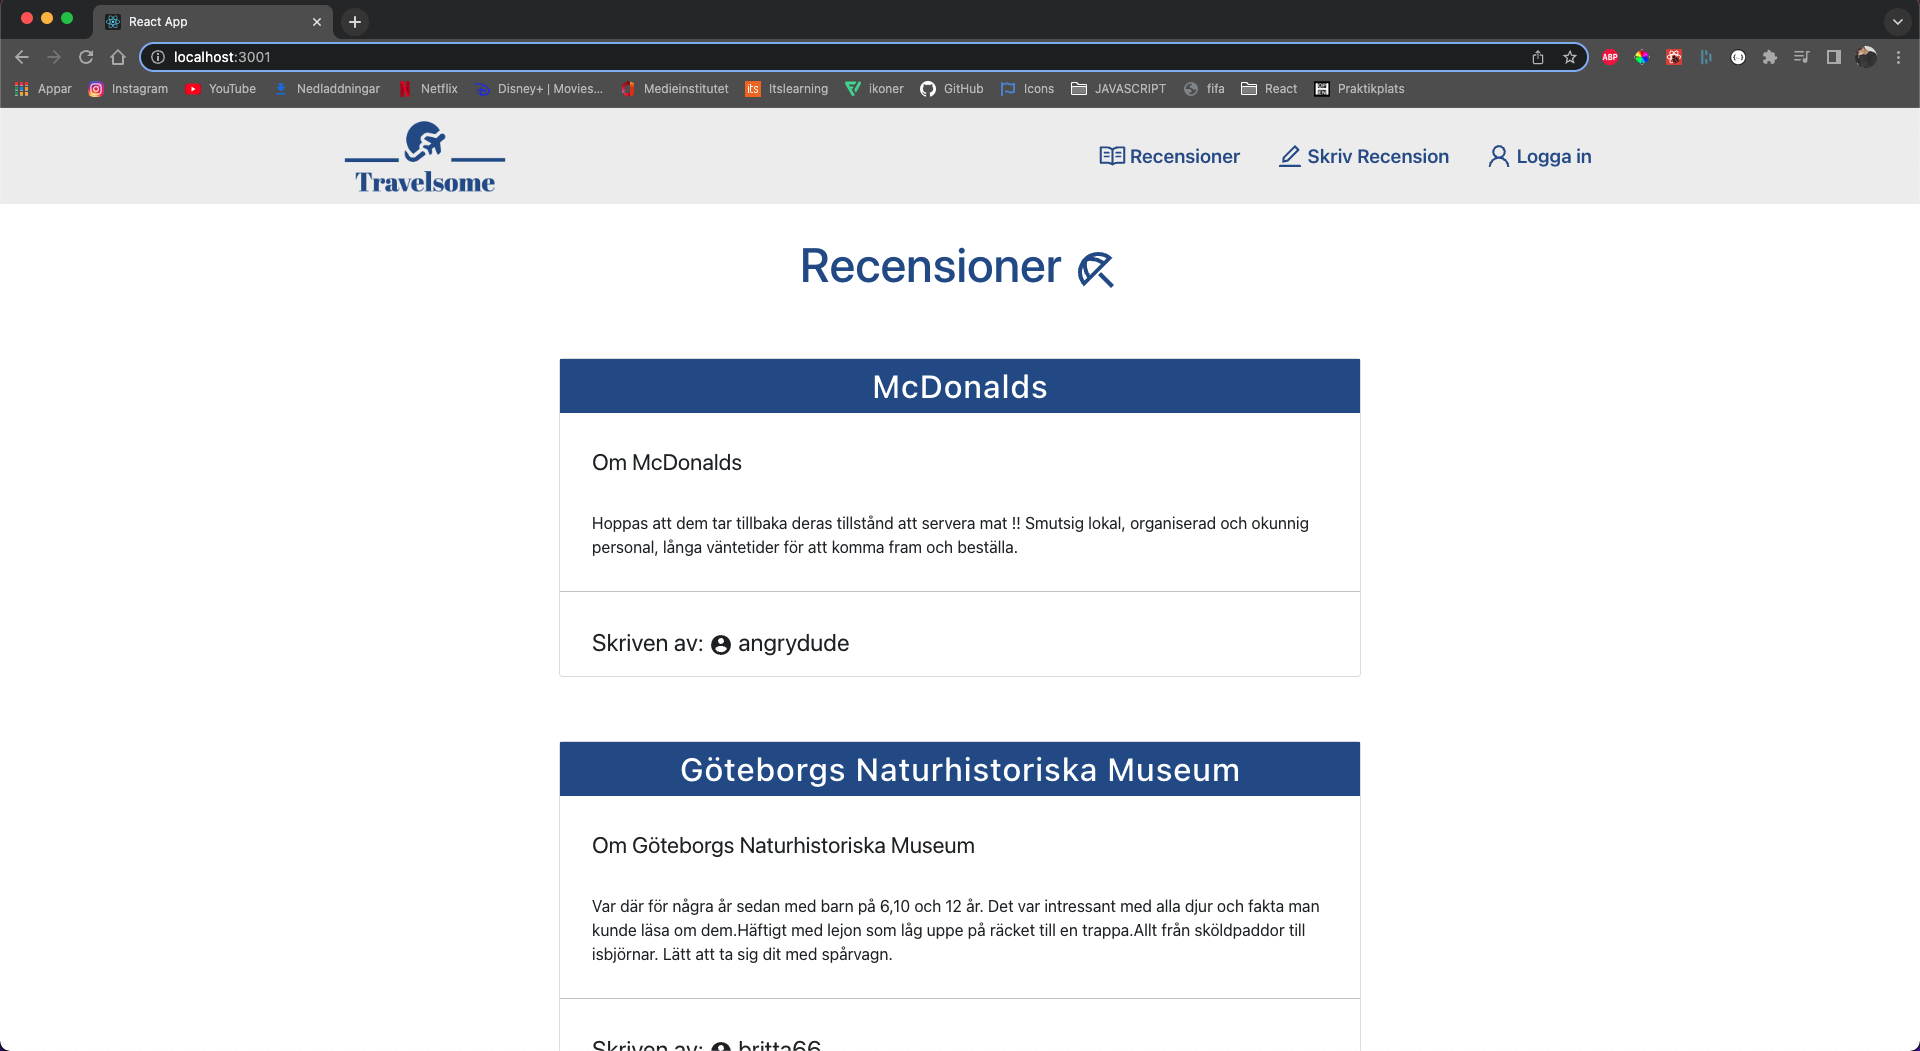 React App
localhost:3001
ABP
Appar
Instagram
YouTube
Nedladdningar
Netflix
Disney+ | Movies...
Medieinstitutet
its
Itslearning
ikoner
GitHub
Icons
JAVASCRIPT
fifa
React
Praktikplats
Travelsome
Recensioner
Skriv Recension
Logga in
Recensioner
McDonalds
Om McDonalds
Hoppas att dem tar tillbaka deras tillstånd att servera mat !! Smutsig lokal, organiserad och okunnig
personal, långa väntetider för att komma fram och beställa.
Skriven av: angrydude
Göteborgs Naturhistoriska Museum
Om Göteborgs Naturhistoriska Museum
Var där för några år sedan med barn på 6,10 och 12 år. Det var intressant med alla djur och fakta man
kunde läsa om dem.Häftigt med lejon som låg uppe på räcket till en trappa.Allt från sköldpaddor till
isbjörnar. Lätt att ta sig dit med spårvagn.
Skriven av: britta66